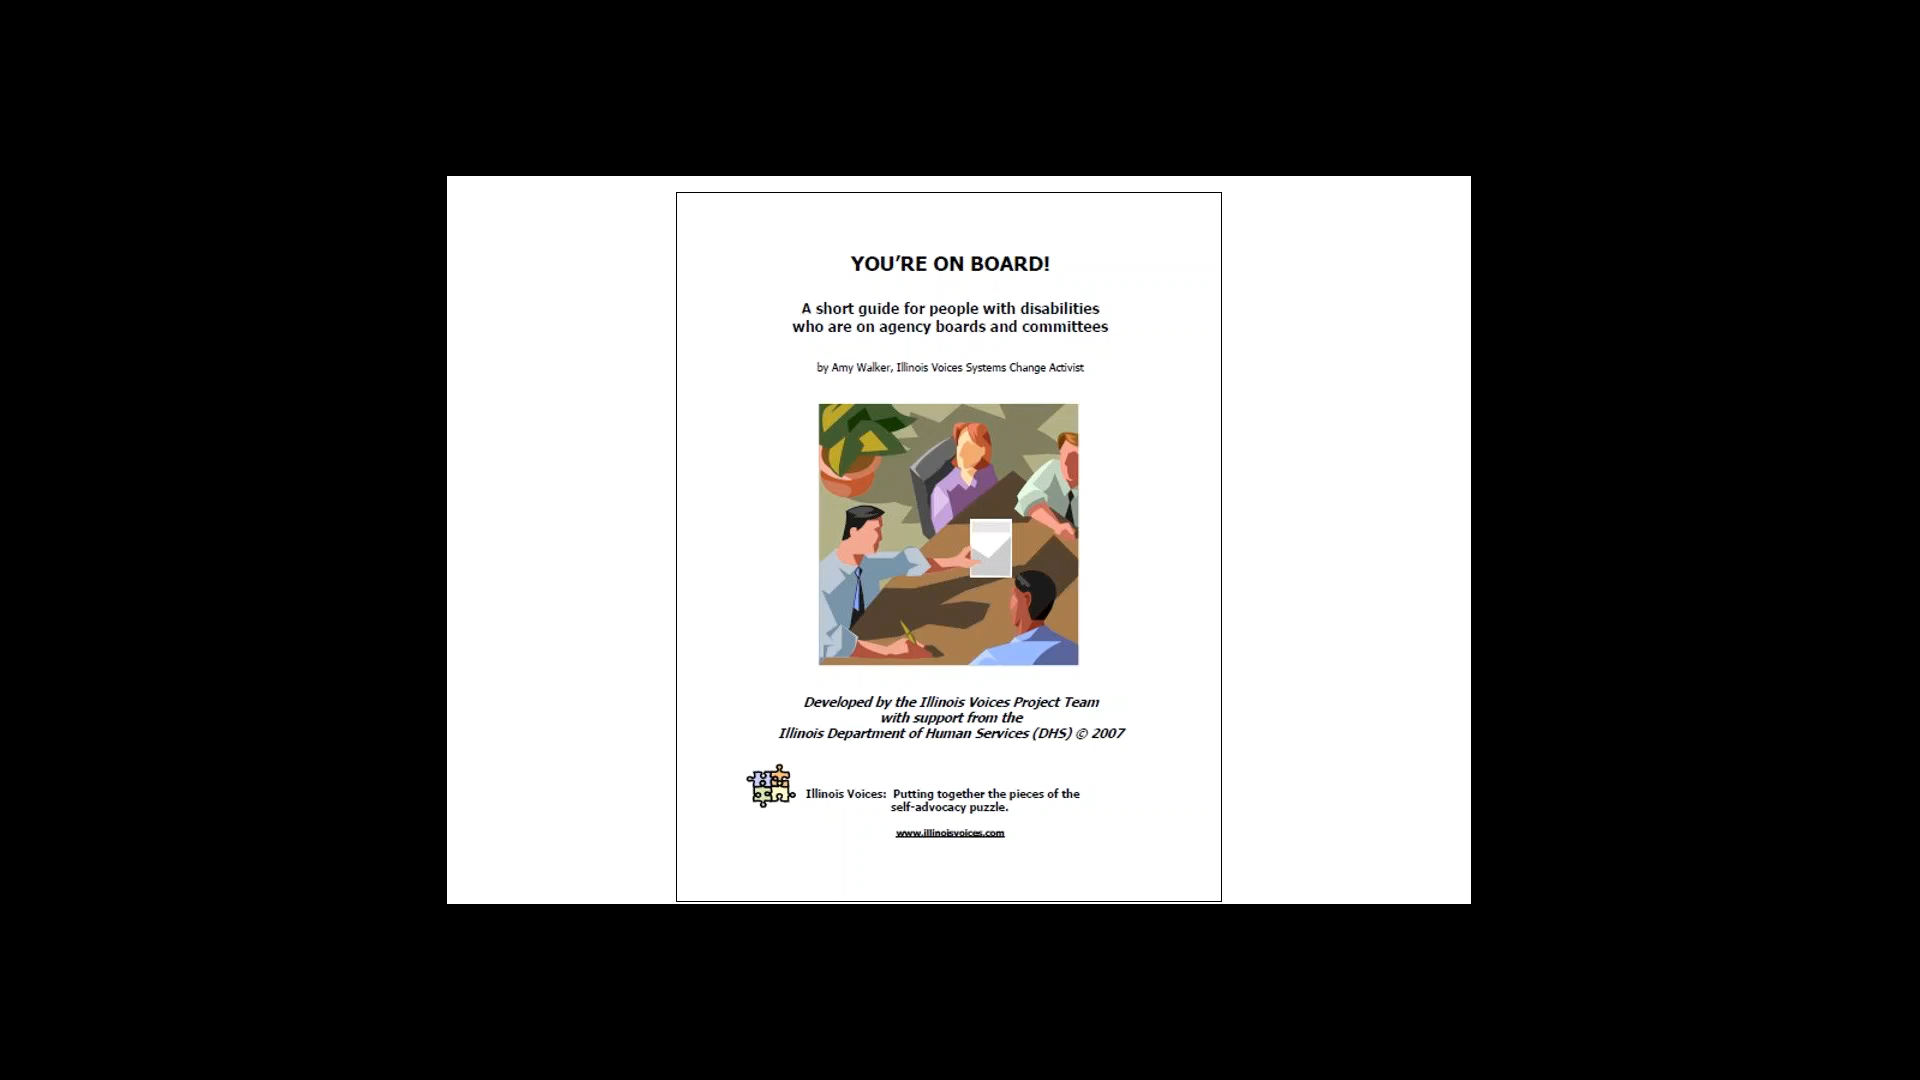 YOU'RE ON BOARD!
A short guide for people with disabilities
who are on agency boards and committees
by Amy Walker, Illinois Voices Systems Change Activist
Developed by the Illinois Voices Project Team
with support from the
Illinois Department of Human Services (DHS) © 2007
Illinois Voices:  Putting together the pieces of the
self-advocacy puzzle.
www.illinoisvoices.com